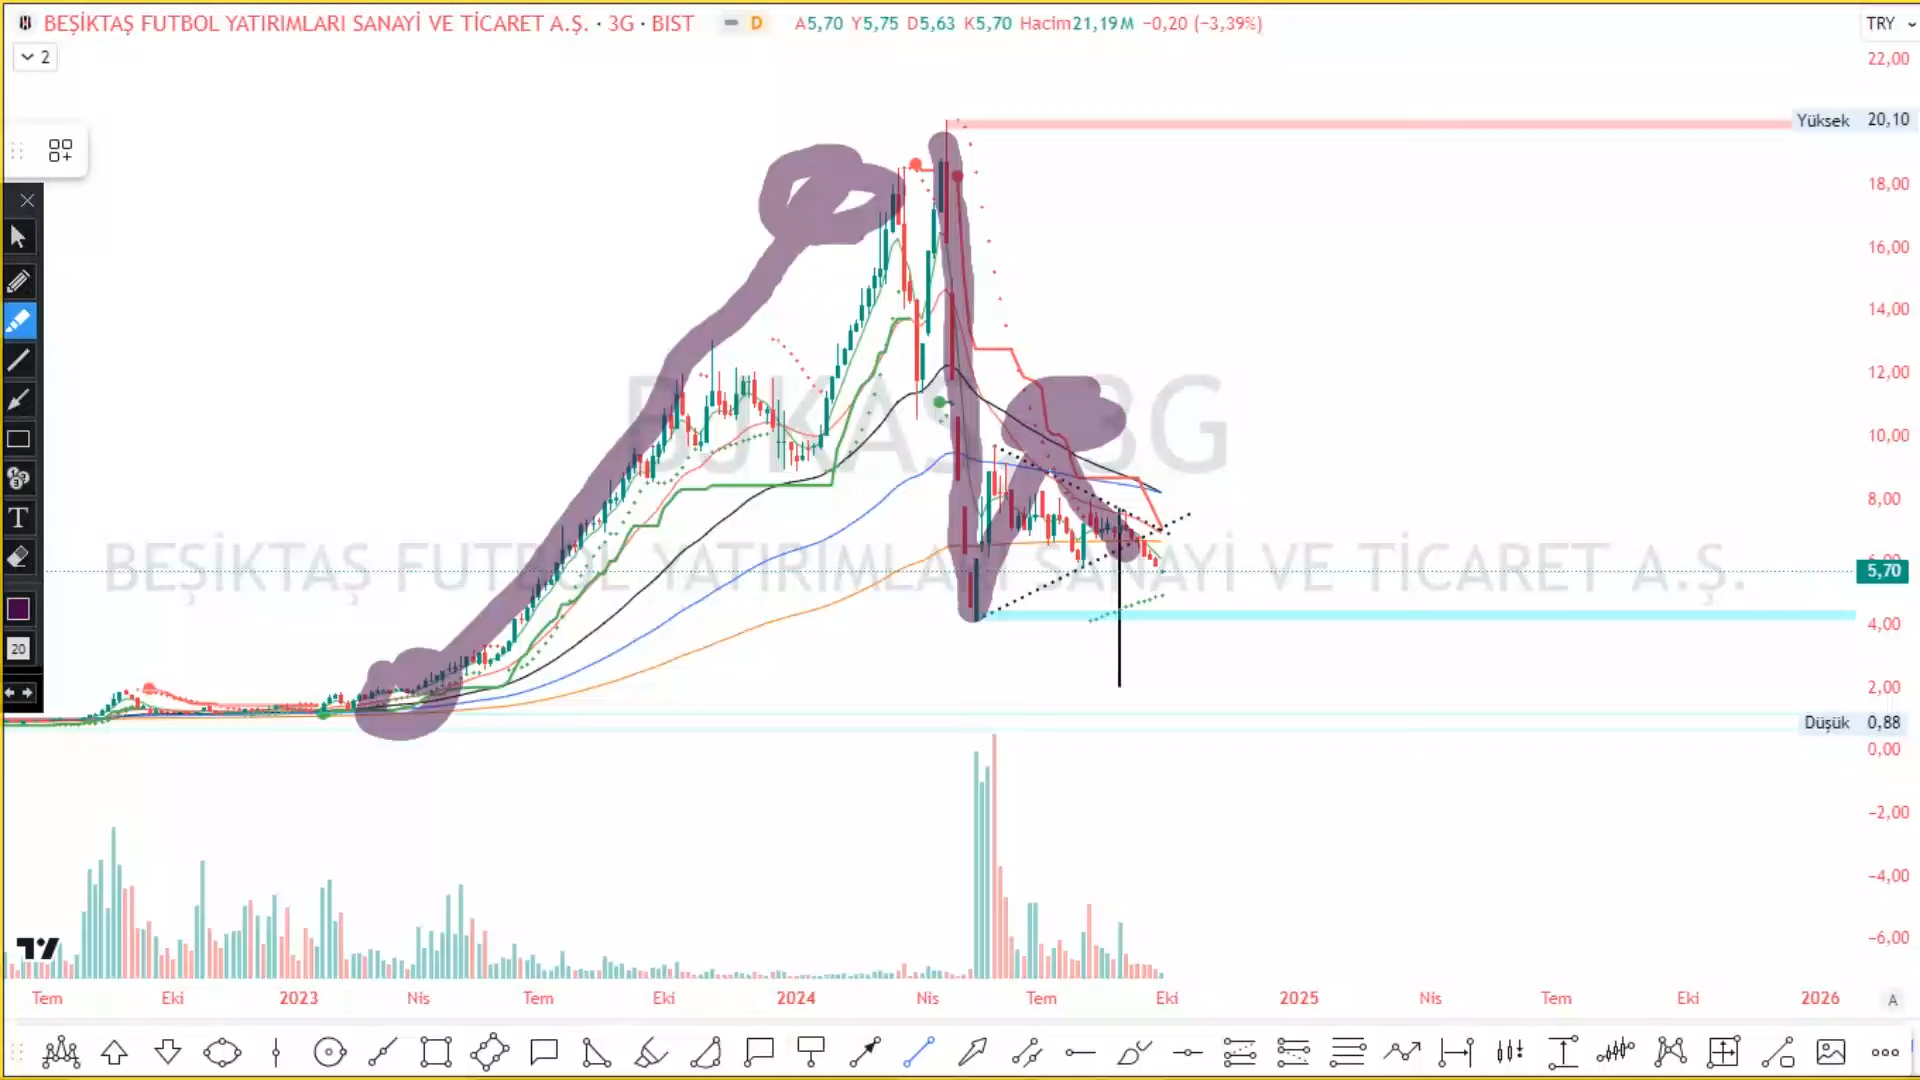 BEŞİKTAŞ FUTBOL YATIRIMLARI SANAYİ VE TİCARET A.Ş. · 3G · BIST D A5,70 Y5,75 D5,63 K5,70 Hacim21,19M −0,20 (−3,39%)
TRY
2
22,00
Yüksek 20,10
18,00
16,00
14,00
12,00
10,00
8,00
6,00
5,70
4,00
2,00
Düşük 0,88
0,00
−2,00
−4,00
−6,00
BJKAS 3G
BEŞİKTAŞ FUTBOL YATIRIMLARI SANAYİ VE TİCARET A.Ş.
T
20
Tem Eki 2023 Nis Tem Eki 2024 Nis Tem Eki 2025 Nis Tem Eki 2026 A